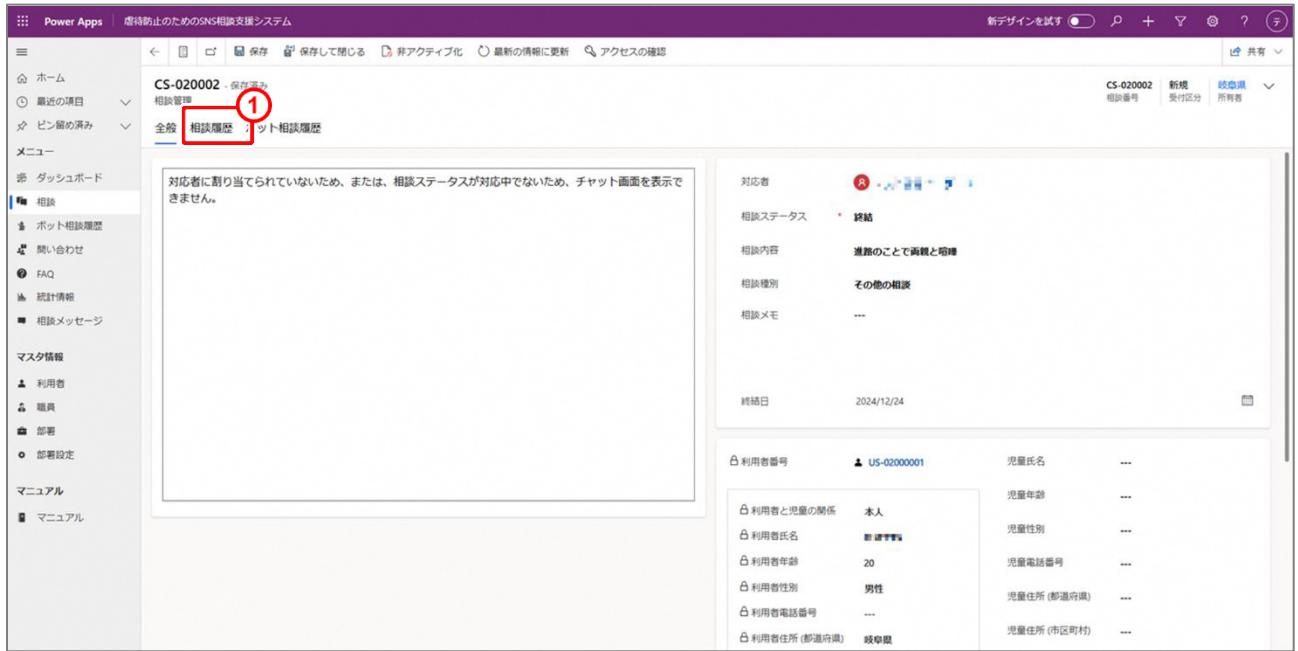 Power Apps 虐待防止のためのSNS相談支援システム 新デザインを試す
保存 保存して閉じる 非アクティブ化 最新の情報に更新 アクセスの確認 共有
ホーム
最近の項目
ピン留め済み
メニュー
ダッシュボード
相談
ボット相談履歴
問い合わせ
FAQ
統計情報
相談メッセージ
マスタ情報
利用者
職員
部署
部署設定
マニュアル
マニュアル
CS-020002 - 保存済み
相談管理
CS-020002 新規 岐阜県
相談番号 受付区分 所有者
1
全般 相談履歴 ボット相談履歴
対応者に割り当てられていないため、または、相談ステータスが対応中でないため、チャット画面を表示で
きません。
対応者
相談ステータス * 終結
相談内容 進路のことで両親と喧嘩
相談種別 その他の相談
相談メモ ---
終結日 2024/12/24
利用者番号 US-02000001
利用者と児童の関係 本人
利用者氏名
利用者年齢 20
利用者性別 男性
利用者電話番号 ---
利用者住所 (都道府県) 岐阜県
児童氏名 ---
児童年齢 ---
児童性別 ---
児童電話番号 ---
児童住所 (都道府県) ---
児童住所 (市区町村) ---